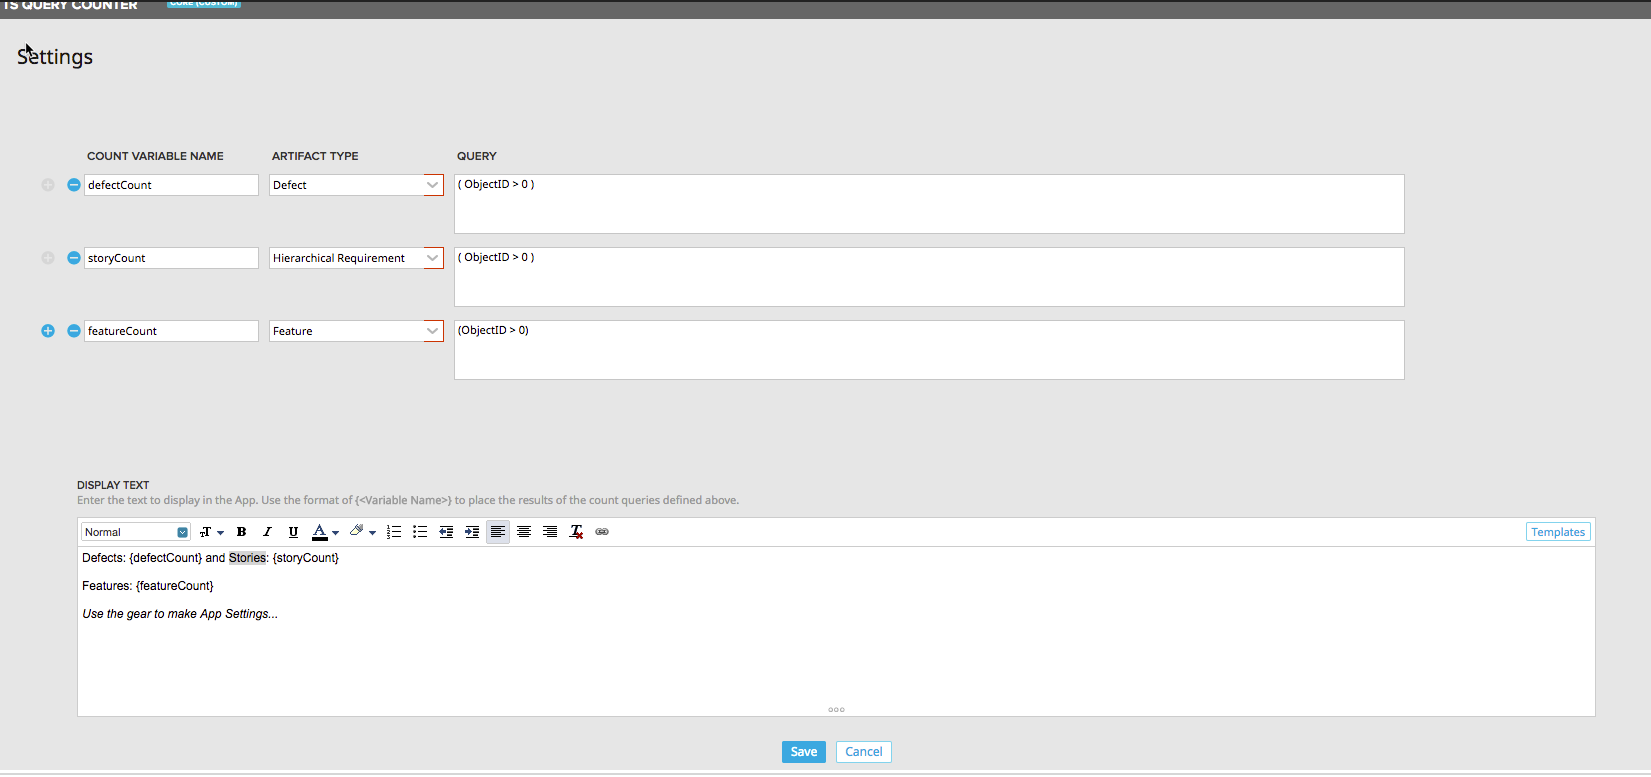 TS QUERY COUNTER CORE (CUSTOM)
Settings
COUNT VARIABLE NAME ARTIFACT TYPE QUERY
defectCount Defect ( ObjectID > 0 )
storyCount Hierarchical Requirement ( ObjectID > 0 )
featureCount Feature (ObjectID > 0)
DISPLAY TEXT
Enter the text to display in the App. Use the format of {<Variable Name>} to place the results of the count queries defined above.
Normal Templates
Defects: {defectCount} and Stories: {storyCount}
Features: {featureCount}
Use the gear to make App Settings...
Save Cancel